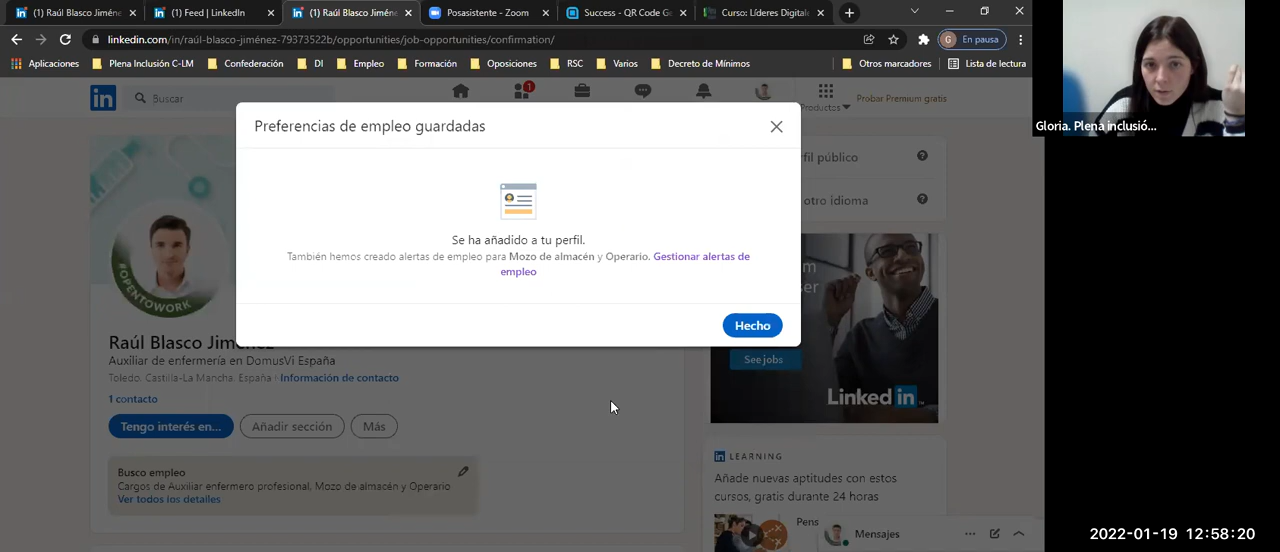 (1) Raúl Blasco Jiméne
(1) Feed | LinkedIn
(1) Raúl Blasco Jiméne
Posasistente - Zoom
Success - QR Code Ge
Curso: Líderes Digitale
linkedin.com/in/raúl-blasco-jiménez-79373522b/opportunities/job-opportunities/confirmation/
G
En pausa
Aplicaciones
Plena Inclusión C-LM
Confederación
DI
Empleo
Formación
Oposiciones
RSC
Varios
Decreto de Mínimos
Otros marcadores
Lista de lectura
in
Buscar
1
Productos
Probar Premium gratis
Preferencias de empleo guardadas
Se ha añadido a tu perfil.
También hemos creado alertas de empleo para Mozo de almacén y Operario. Gestionar alertas de
empleo
Hecho
fil público
otro idioma
#OPENTOWORK
Raúl Blasco Jiménez
Auxiliar de enfermería en DomusVi España
Toledo, Castilla-La Mancha, España · Información de contacto
1 contacto
Tengo interés en...
Añadir sección
Más
Busco empleo
Cargos de Auxiliar enfermero profesional, Mozo de almacén y Operario
Ver todos los detalles
See jobs
Linked in
in LEARNING
Añade nuevas aptitudes con estos
cursos, gratis durante 24 horas
Pens
Mensajes
Gloria. Plena inclusió...
2022-01-19 12:58:20